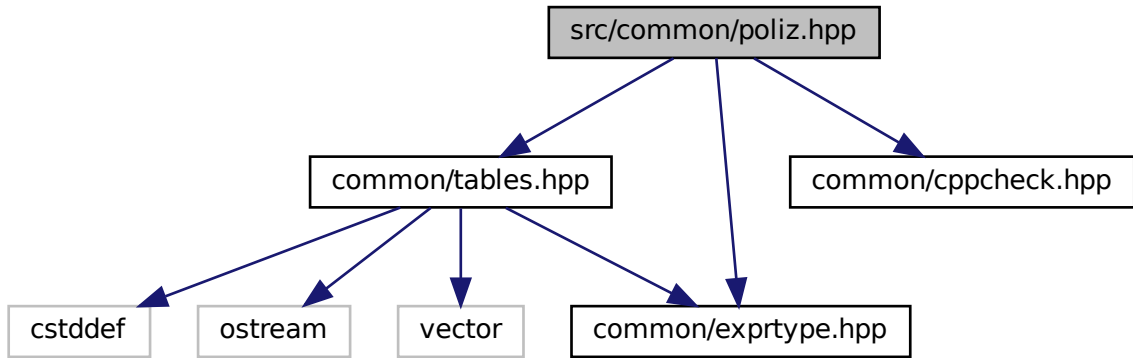 src/common/poliz.hpp
common/tables.hpp
common/cppcheck.hpp
cstddef
ostream
vector
common/exprtype.hpp